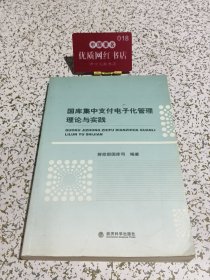 018
优质网红书店
国库集中支付电子化管理
理论与实践
GUOKU JIZHONG ZHIFU DIANZIHUA GUANLI
LILUN YU SHIJIAN
财政部国库司 编著
经济科学出版社